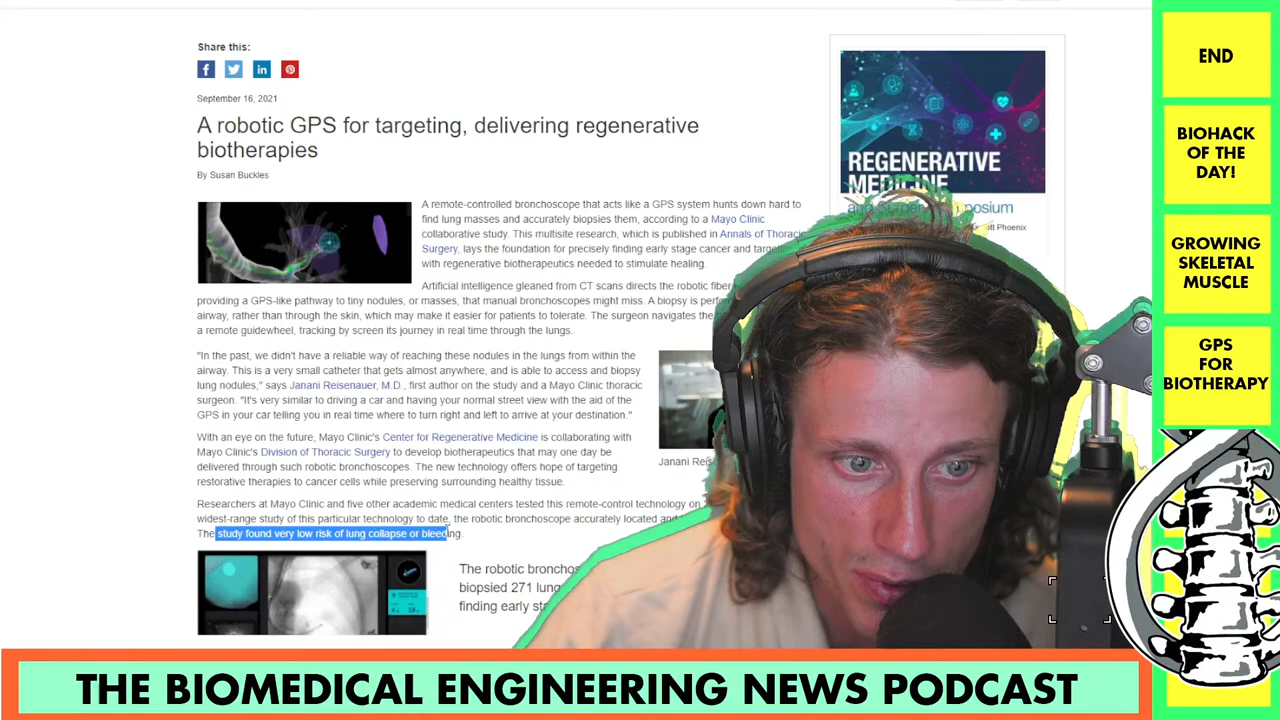 Share this:
September 16, 2021
A robotic GPS for targeting, delivering regenerative
biotherapies
By Susan Buckles
A remote-controlled bronchoscope that acts like a GPS system hunts down hard to
find lung masses and accurately biopsies them, according to a Mayo Clinic
collaborative study. This multisite research, which is published in Annals of Thoracic
Surgery, lays the foundation for precisely finding early stage cancer and
with regenerative biotherapeutics needed to stimulate healing.
Artificial intelligence gleaned from CT scans directs the robotic fiber
providing a GPS-like pathway to tiny nodules, or masses, that manual bronchoscopes might miss. A biopsy is
airway, rather than through the skin, which may make it easier for patients to tolerate. The surgeon navigates the
a remote guidewheel, tracking by screen its journey in real time through the lungs.
"In the past, we didn't have a reliable way of reaching these nodules in the lungs from within the
airway. This is a very small catheter that gets almost anywhere, and is able to access and biopsy
lung nodules," says Janani Reisenauer, M.D., first author on the study and a Mayo Clinic thoracic
surgeon. "It's very similar to driving a car and having your normal street view with the aid of the
GPS in your car telling you in real time where to turn right and left to arrive at your destination."
With an eye on the future, Mayo Clinic's Center for Regenerative Medicine is collaborating with
Mayo Clinic's Division of Thoracic Surgery to develop biotherapeutics that may one day be
delivered through such robotic bronchoscopes. The new technology offers hope of targeting
restorative therapies to cancer cells while preserving surrounding healthy tissue.
Janani
Researchers at Mayo Clinic and five other academic medical centers tested this remote-control technology on
widest-range study of this particular technology to date, the robotic bronchoscope accurately located and
The study found very low risk of lung collapse or bleeding.
The robotic
biopsied 271
finding early
REGENERATIVE
MEDICINE
END
BIOHACK
OF THE
DAY!
GROWING
SKELETAL
MUSCLE
GPS
FOR
BIOTHERAPY
THE BIOMEDICAL ENGINEERING NEWS PODCAST